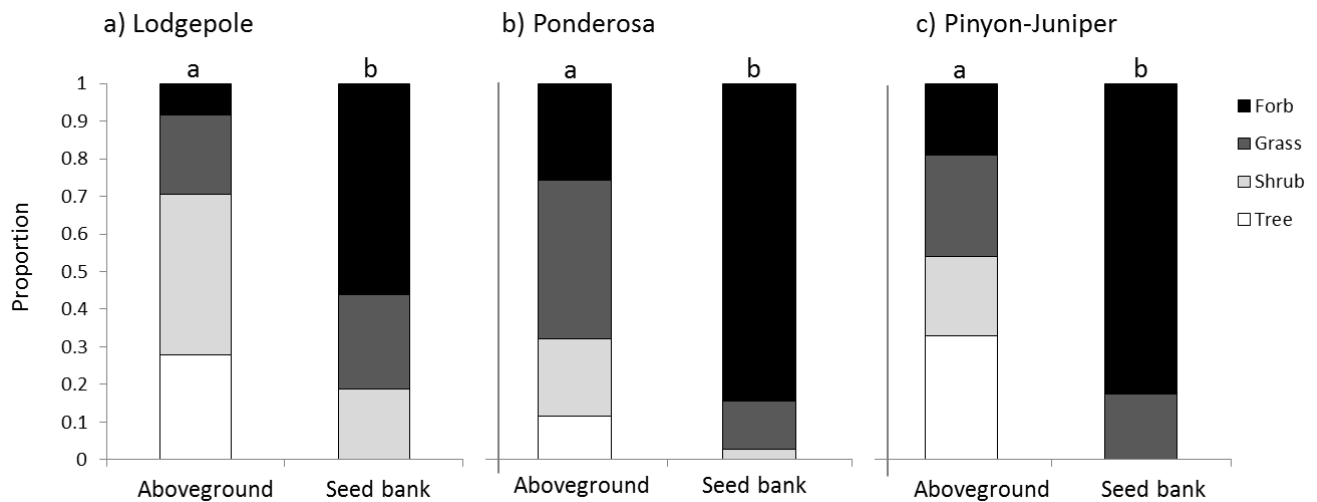 a) Lodgepole
b) Ponderosa
c) Pinyon-Juniper
a b
a b
a b
1
0.9
0.8
0.7
0.6
0.5
0.4
0.3
0.2
0.1
0
Proportion
Aboveground Seed bank
Aboveground Seed bank
Aboveground Seed bank
Forb
Grass
Shrub
Tree